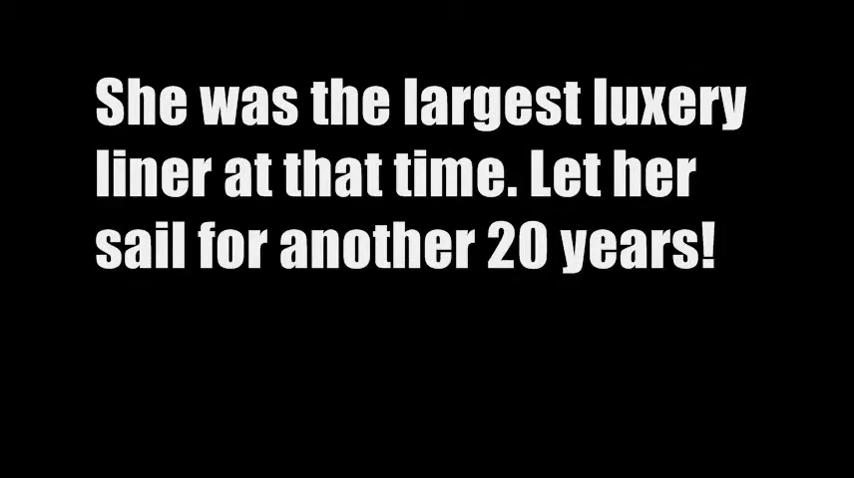 She was the largest luxery
liner at that time. Let her
sail for another 20 years!